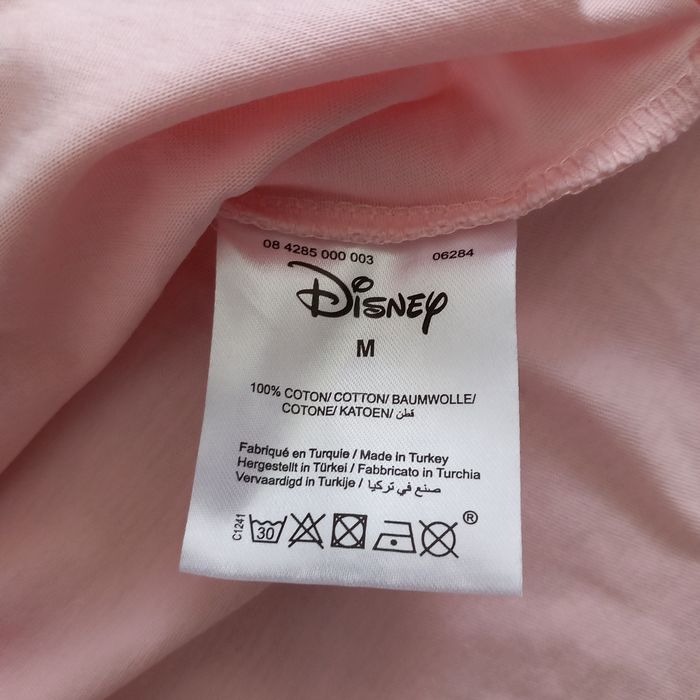 08 4285 000 003 06284
Disney
M
100% COTON/ COTTON/ BAUMWOLLE/
COTONE/ KATOEN/ قطن
Fabriqué en Turquie / Made in Turkey
Hergestellt in Türkei / Fabbricato in Turchia
Vervaardigd in Turkije / صنع في تركيا
C1241 30 ®